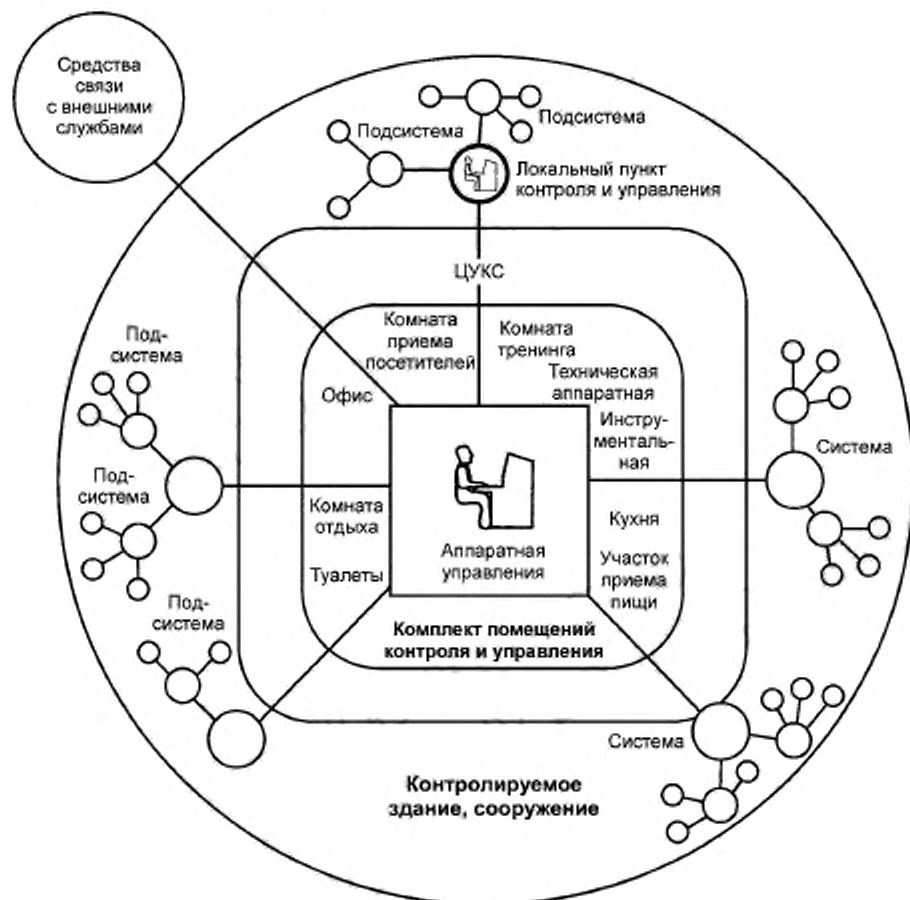 Средства
связи
с внешними
службами
Подсистема
Подсистема
Локальный пункт
контроля и управления
ЦУКС
Комната
приема
посетителей
Комната
тренинга
Техническая
аппаратная
Офис
Инстру-
менталь-
ная
Под-
система
Под-
система
Система
Комната
отдыха
Туалеты
Аппаратная
управления
Кухня
Участок
приема
пищи
Под-
система
Комплект помещений
контроля и управления
Система
Контролируемое
здание, сооружение